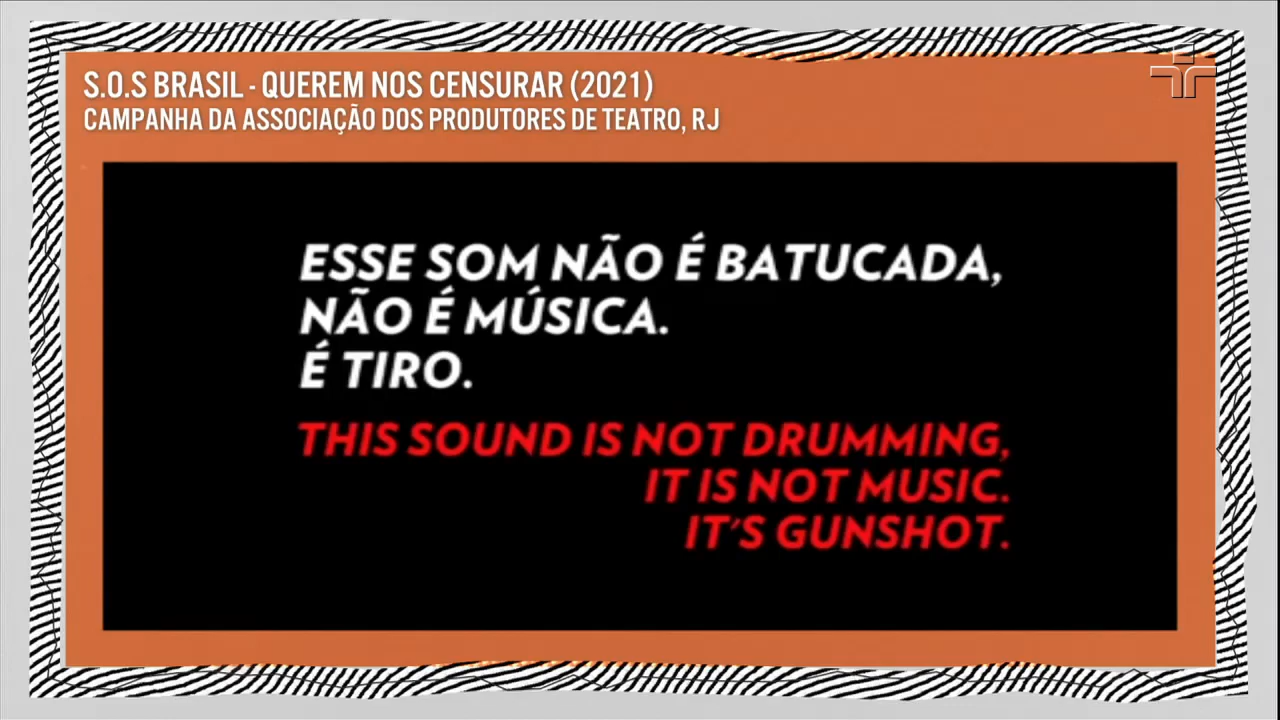 S.O.S BRASIL - QUEREM NOS CENSURAR (2021)
CAMPANHA DA ASSOCIAÇÃO DOS PRODUTORES DE TEATRO, RJ
ESSE SOM NÃO É BATUCADA,
NÃO É MÚSICA.
É TIRO.
THIS SOUND IS NOT DRUMMING,
IT IS NOT MUSIC.
IT'S GUNSHOT.